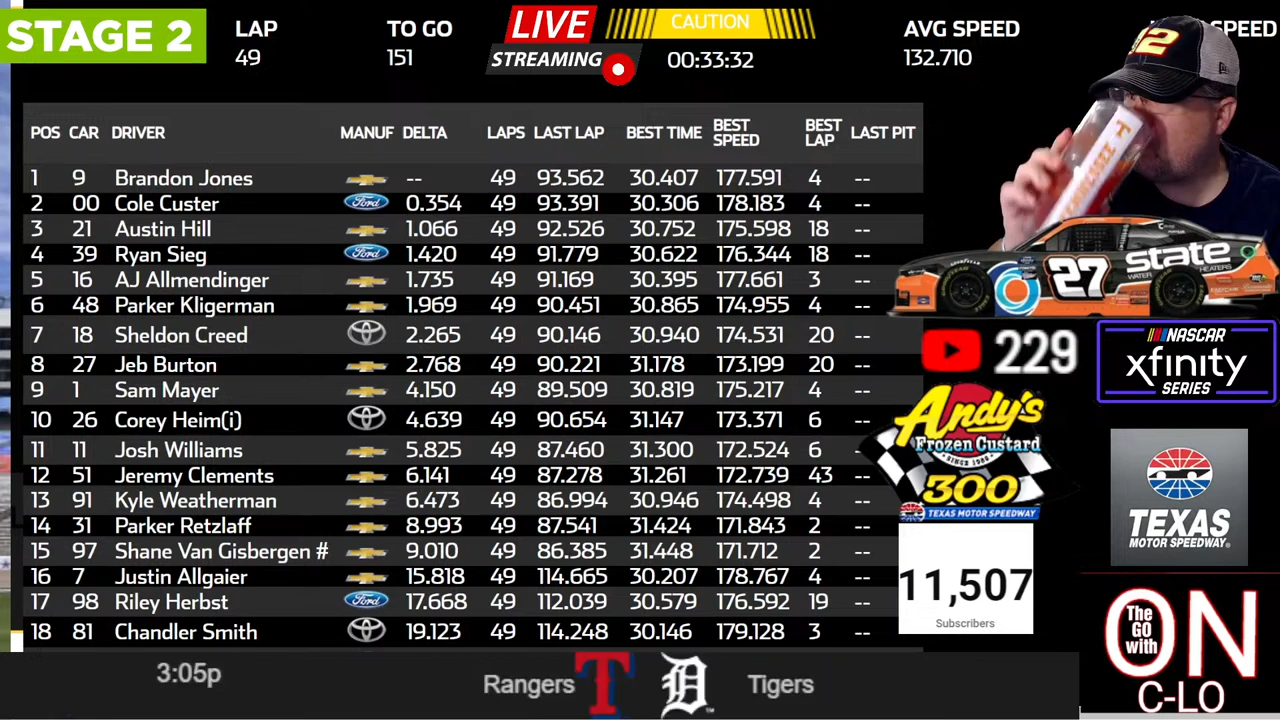 STAGE 2
LAP
49
TO GO
151
LIVE
STREAMING
CAUTION
00:33:32
AVG SPEED
132.710
SPEED
POS CAR DRIVER MANUF DELTA LAPS LAST LAP BEST TIME BEST SPEED BEST LAP LAST PIT
1 9 Brandon Jones -- 49 93.562 30.407 177.591 4 --
2 00 Cole Custer Ford 0.354 49 93.391 30.306 178.183 4 --
3 21 Austin Hill 1.066 49 92.526 30.752 175.598 18 --
4 39 Ryan Sieg Ford 1.420 49 91.779 30.622 176.344 18 --
5 16 AJ Allmendinger 1.735 49 91.169 30.395 177.661 3 --
6 48 Parker Kligerman 1.969 49 90.451 30.865 174.955 4 --
7 18 Sheldon Creed 2.265 49 90.146 30.940 174.531 20 --
8 27 Jeb Burton 2.768 49 90.221 31.178 173.199 20 --
9 1 Sam Mayer 4.150 49 89.509 30.819 175.217 4 --
10 26 Corey Heim(i) 4.639 49 90.654 31.147 173.371 6 --
11 11 Josh Williams 5.825 49 87.460 31.300 172.524 6 --
12 51 Jeremy Clements 6.141 49 87.278 31.261 172.739 43 --
13 91 Kyle Weatherman 6.473 49 86.994 30.946 174.498 4 --
14 31 Parker Retzlaff 8.993 49 87.541 31.424 171.843 2 --
15 97 Shane Van Gisbergen # 9.010 49 86.385 31.448 171.712 2 --
16 7 Justin Allgaier 15.818 49 114.665 30.207 178.767 4 --
17 98 Riley Herbst Ford 17.668 49 112.039 30.579 176.592 19 --
18 81 Chandler Smith 19.123 49 114.248 30.146 179.128 3 --
12
T
27
state
WATER HEATERS
229
NASCAR
xfinity
SERIES
Andy's
Frozen Custard
SINCE 1986
300
TEXAS MOTOR SPEEDWAY
TEXAS
MOTOR SPEEDWAY
11,507
Subscribers
The Go with
ON
C-LO
3:05p
Rangers T D Tigers